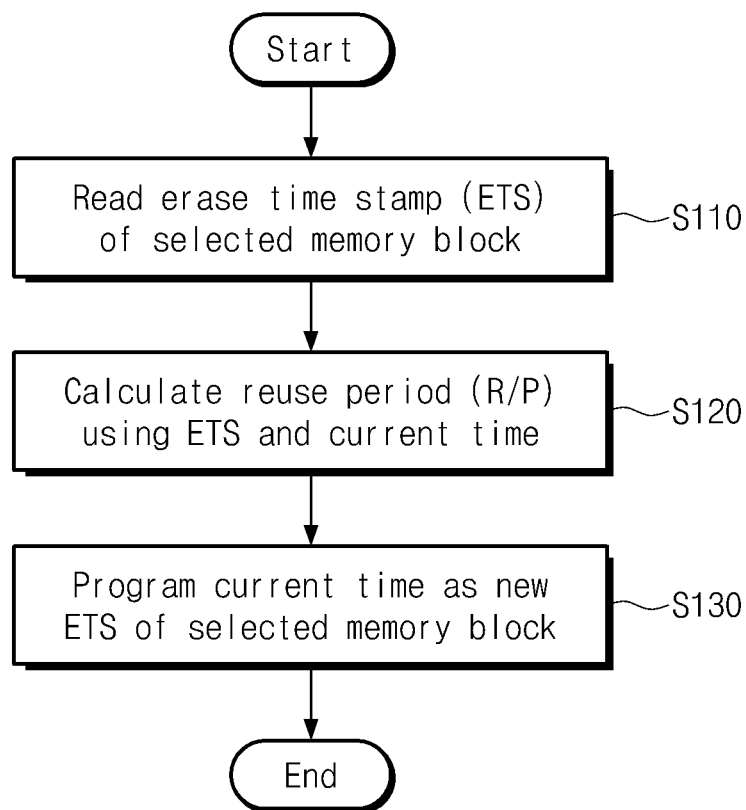 Start
Read erase time stamp (ETS)
of selected memory block
S110
Calculate reuse period (R/P)
using ETS and current time
S120
Program current time as new
ETS of selected memory block
S130
End